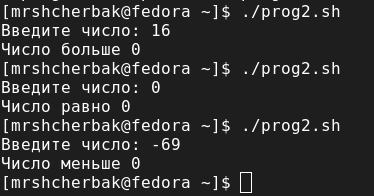 [mrshcherbak@fedora ~]$ ./prog2.sh
Введите число: 16
Число больше 0
[mrshcherbak@fedora ~]$ ./prog2.sh
Введите число: 0
Число равно 0
[mrshcherbak@fedora ~]$ ./prog2.sh
Введите число: -69
Число меньше 0
[mrshcherbak@fedora ~]$